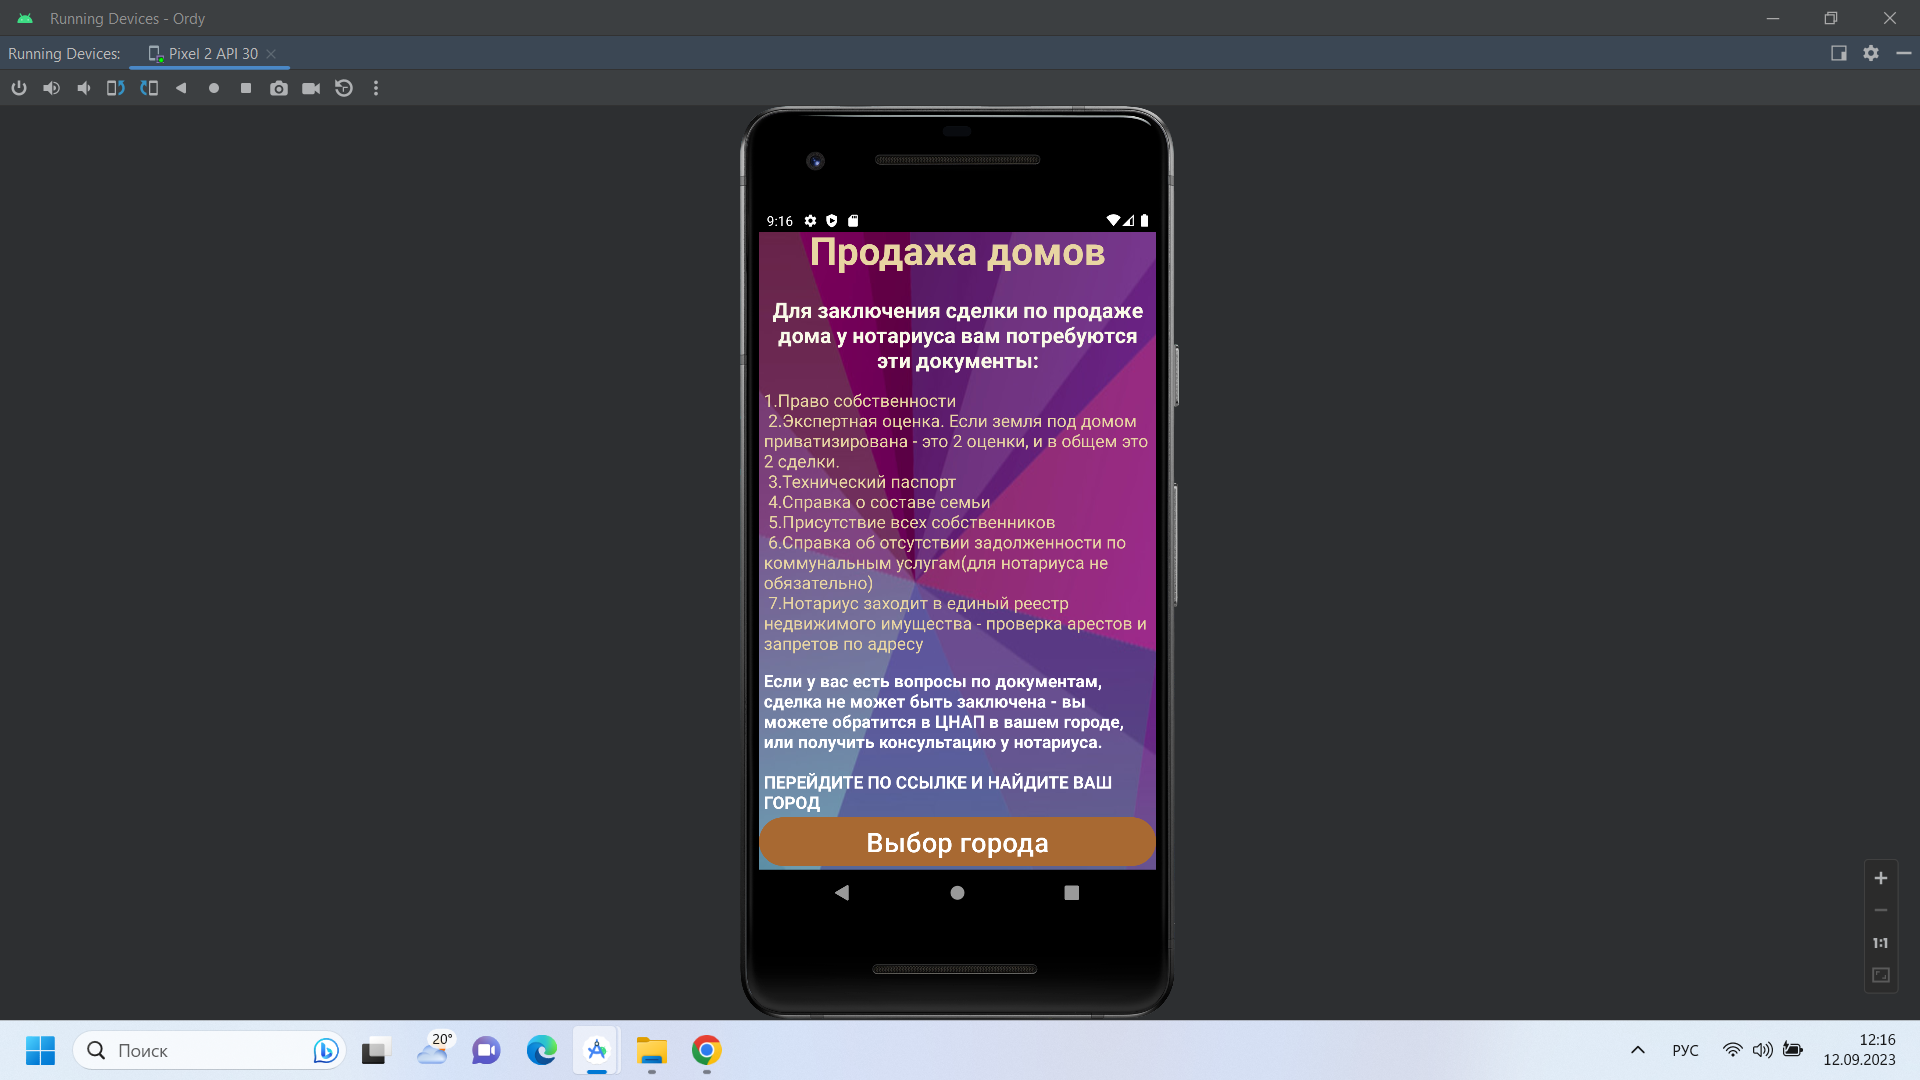 Running Devices - Ordy
Running Devices:
Pixel 2 API 30
9:16
Продажа домов
Для заключения сделки по продаже
дома у нотариуса вам потребуются
эти документы:
1.Право собственности
2.Экспертная оценка. Если земля под домом
приватизирована - это 2 оценки, и в общем это
2 сделки.
3.Технический паспорт
4.Справка о составе семьи
5.Присутствие всех собственников
6.Справка об отсутствии задолженности по
коммунальным услугам(для нотариуса не
обязательно)
7.Нотариус заходит в единый реестр
недвижимого имущества - проверка арестов и
запретов по адресу
Если у вас есть вопросы по документам,
сделка не может быть заключена - вы
можете обратится в ЦНАП в вашем городе,
или получить консультацию у нотариуса.
ПЕРЕЙДИТЕ ПО ССЫЛКЕ И НАЙДИТЕ ВАШ
ГОРОД
Выбор города
1:1
Поиск
20°
РУС
12:16
12.09.2023